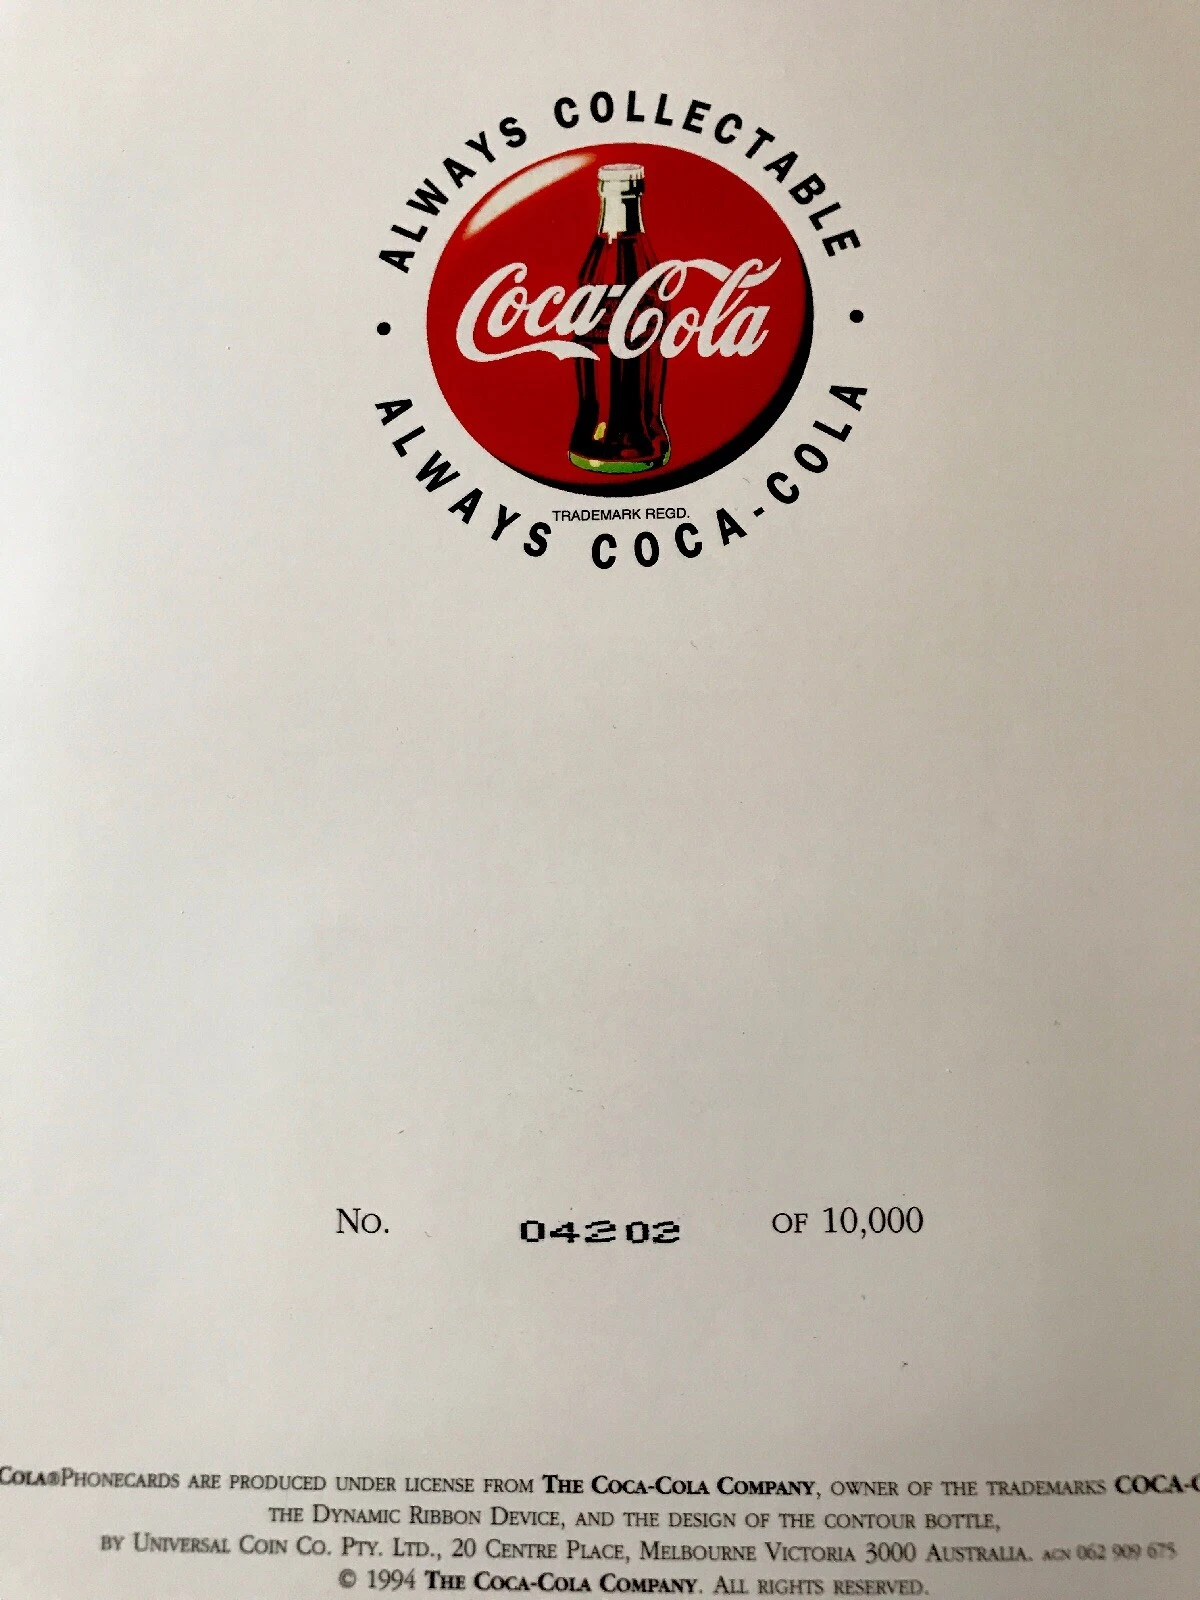 ALWAYS COLLECTABLE
Coca-Cola
TRADEMARK REGD.
ALWAYS COCA-COLA
No. 04202 OF 10,000
COLA®PHONECARDS ARE PRODUCED UNDER LICENSE FROM THE COCA-COLA COMPANY, OWNER OF THE TRADEMARKS COCA-C
THE DYNAMIC RIBBON DEVICE, AND THE DESIGN OF THE CONTOUR BOTTLE,
BY UNIVERSAL COIN CO. PTY. LTD., 20 CENTRE PLACE, MELBOURNE VICTORIA 3000 AUSTRALIA. ACN 062 909 675
© 1994 THE COCA-COLA COMPANY. ALL RIGHTS RESERVED.